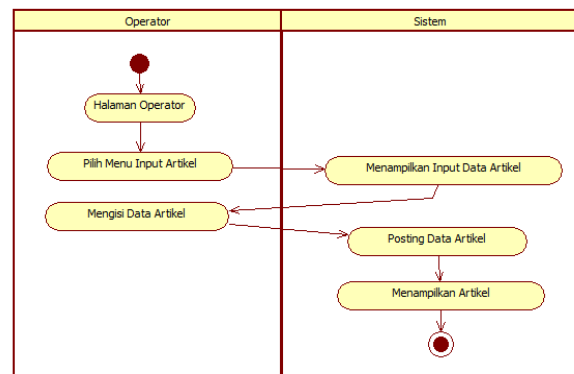 Operator
Sistem
Halaman Operator
Pilih Menu Input Artikel
Menampilkan Input Data Artikel
Mengisi Data Artikel
Posting Data Artikel
Menampilkan Artikel